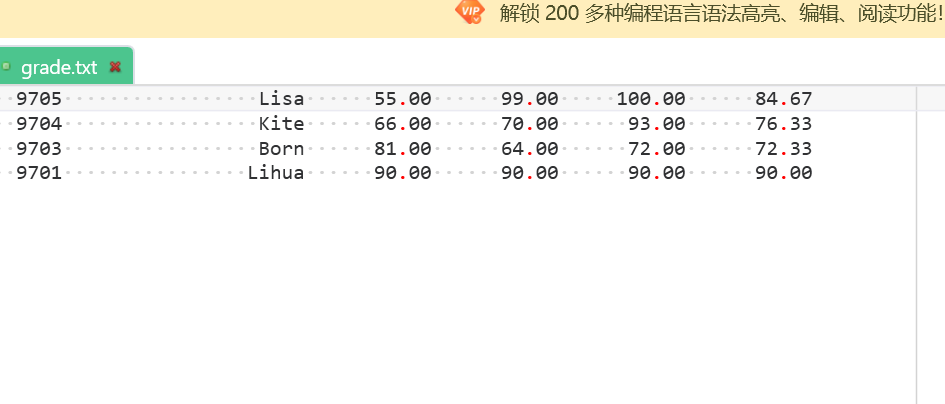 VIP 解锁 200 多种编程语言语法高亮、编辑、阅读功能!
grade.txt
9705 Lisa 55.00 99.00 100.00 84.67
9704 Kite 66.00 70.00 93.00 76.33
9703 Born 81.00 64.00 72.00 72.33
9701 Lihua 90.00 90.00 90.00 90.00